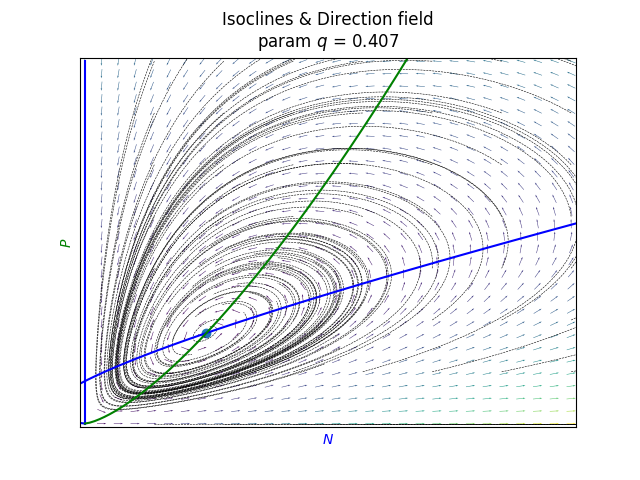 Isoclines & Direction field
param q = 0.407
P
N